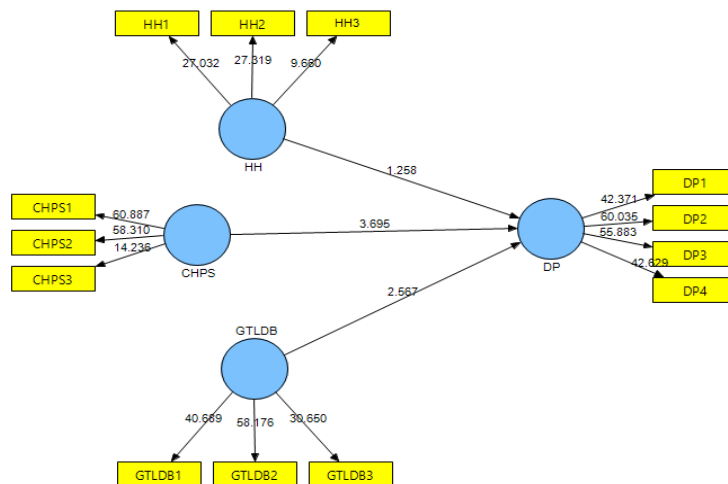 HH1
HH2
HH3
27.032
27.319
9.660
HH
1.258
CHPS1
CHPS2
CHPS3
60.887
58.310
14.236
CHPS
3.695
DP
42.371
60.035
55.883
42.629
DP1
DP2
DP3
DP4
2.567
GTLDB
40.689
58.176
30.650
GTLDB1
GTLDB2
GTLDB3